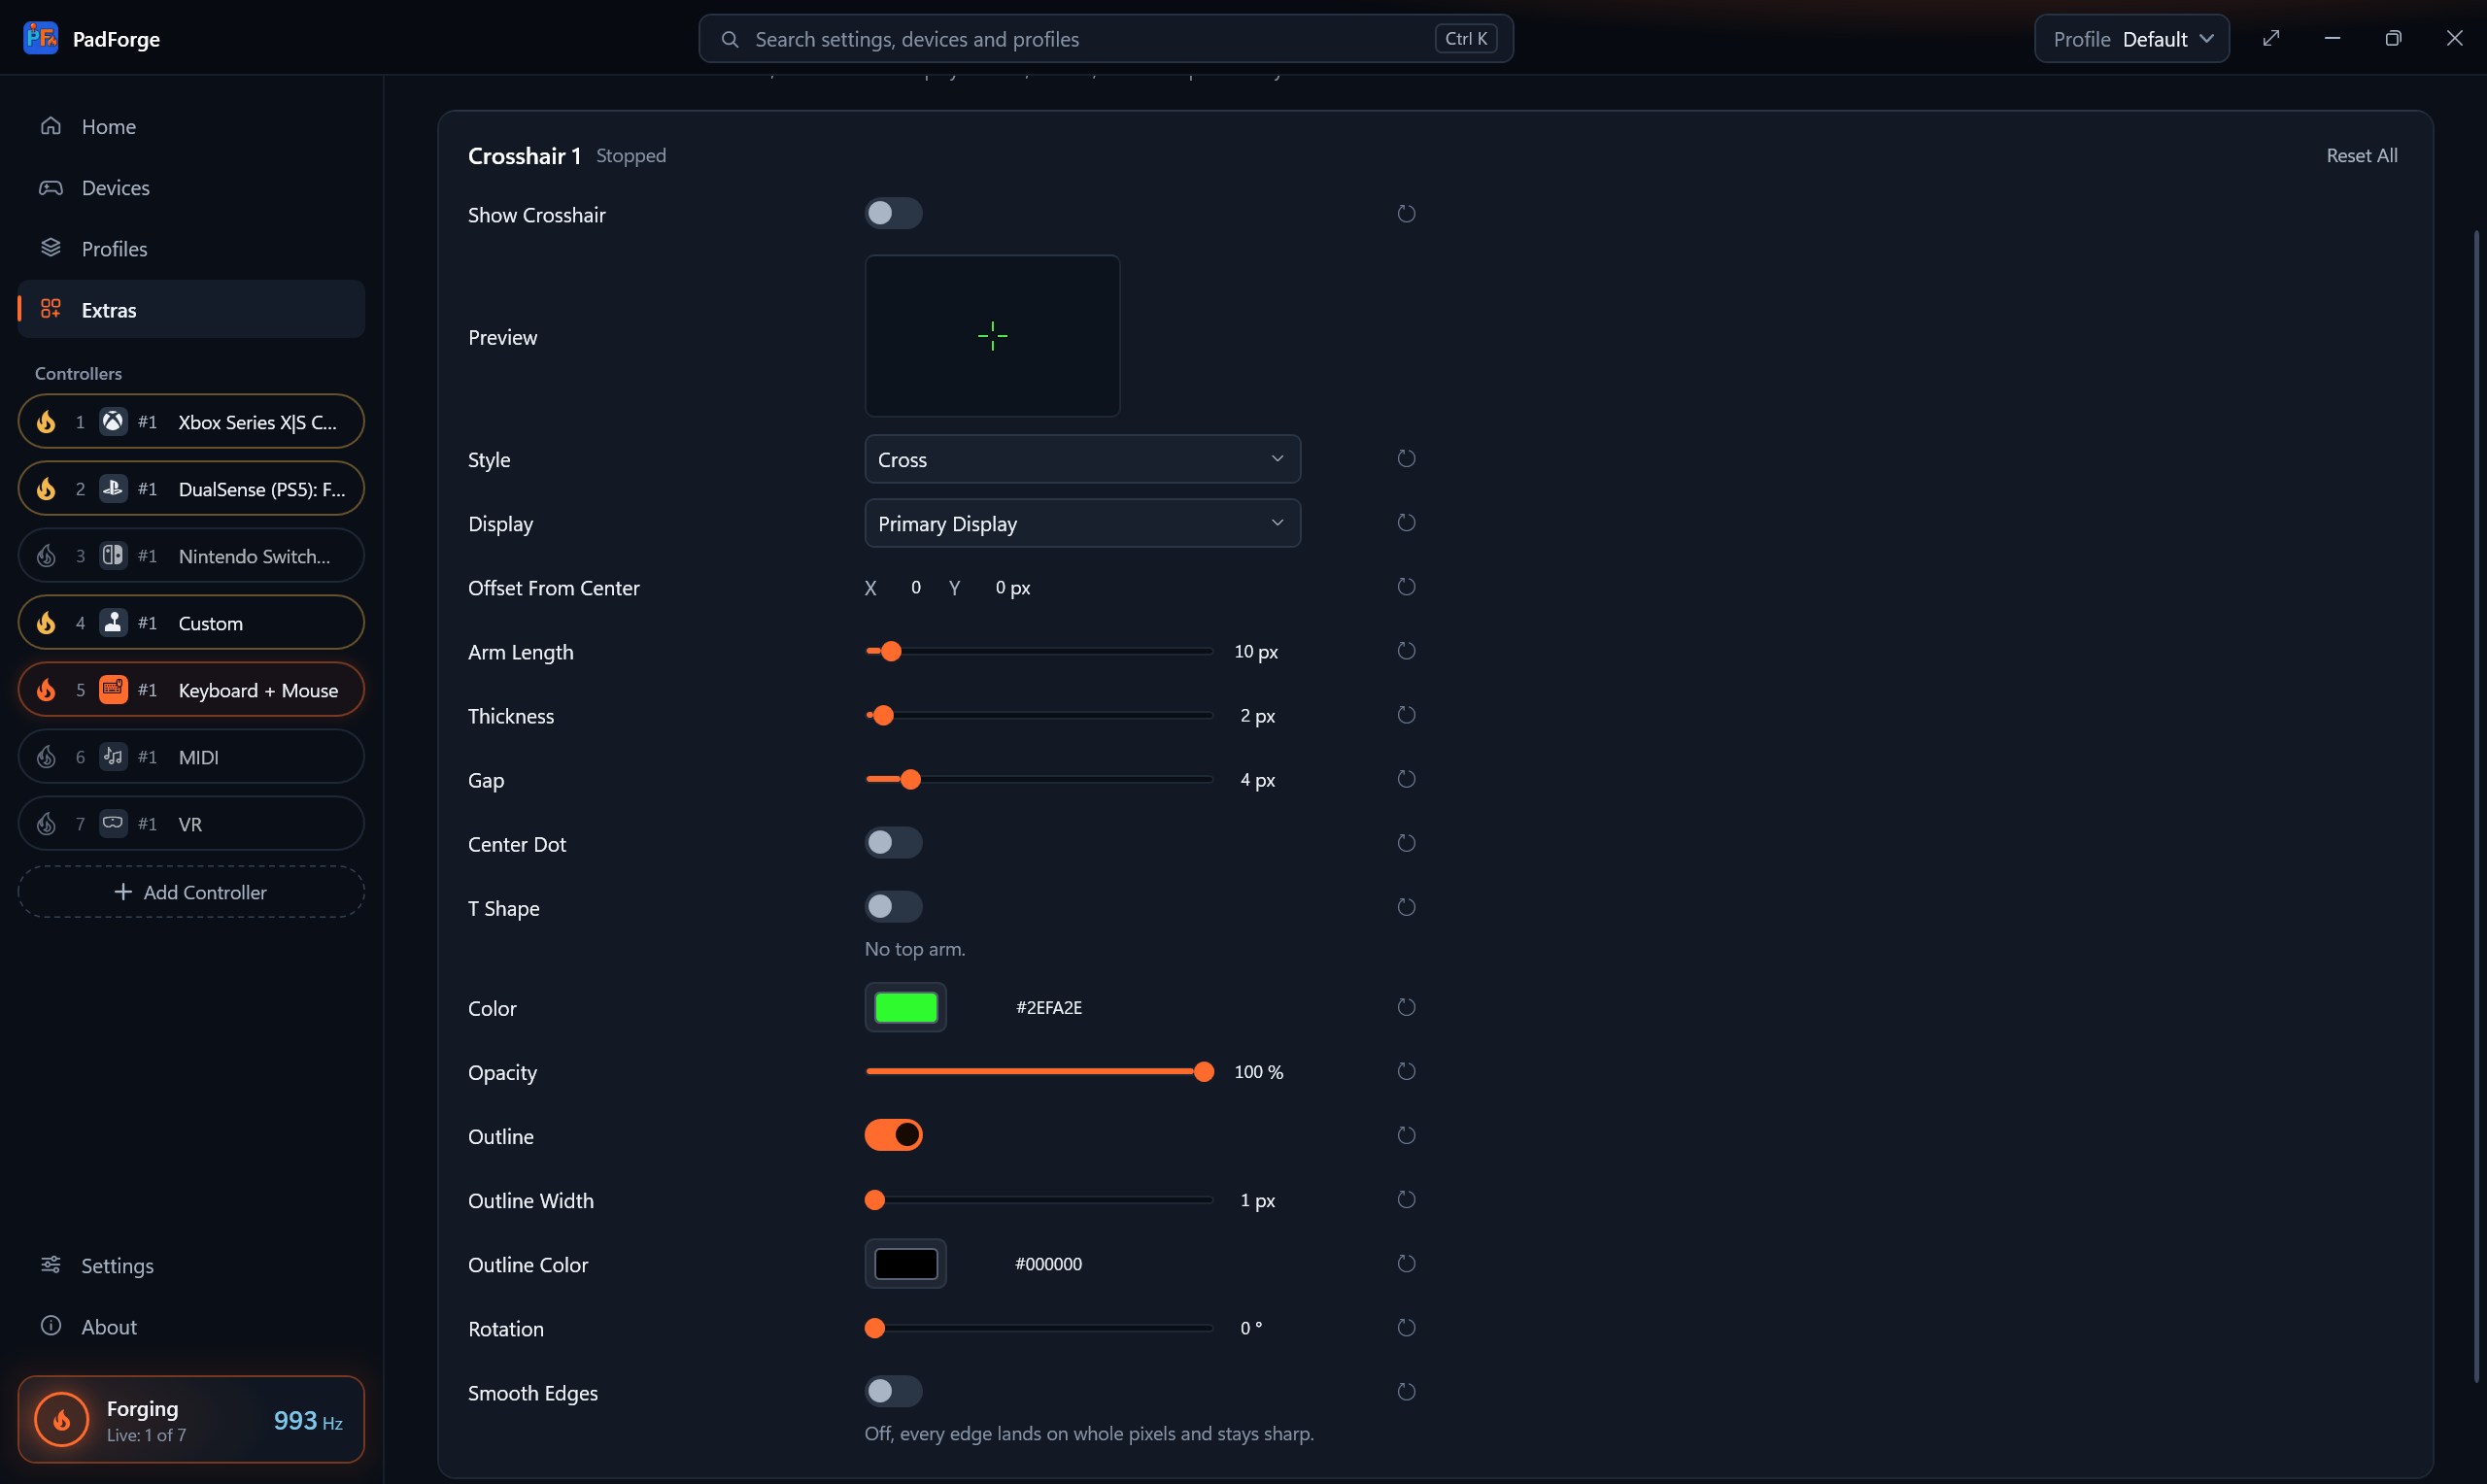 PadForge
Search settings, devices and profiles
Ctrl K
Profile Default
Home
Devices
Profiles
Extras
Controllers
1 #1 Xbox Series X|S C...
2 #1 DualSense (PS5): F...
3 #1 Nintendo Switch...
4 #1 Custom
5 #1 Keyboard + Mouse
6 #1 MIDI
7 #1 VR
+ Add Controller
Settings
About
Forging
Live: 1 of 7
993 Hz
Crosshair 1 Stopped
Reset All
Show Crosshair
Preview
Style
Cross
Display
Primary Display
Offset From Center
X 0 Y 0 px
Arm Length
10 px
Thickness
2 px
Gap
4 px
Center Dot
T Shape
No top arm.
Color
#2EFA2E
Opacity
100 %
Outline
Outline Width
1 px
Outline Color
#000000
Rotation
0 °
Smooth Edges
Off, every edge lands on whole pixels and stays sharp.